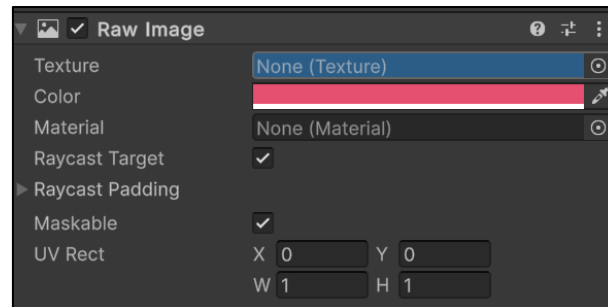 Raw Image
Texture None (Texture)
Color
Material None (Material)
Raycast Target
Raycast Padding
Maskable
UV Rect X 0 Y 0
W 1 H 1